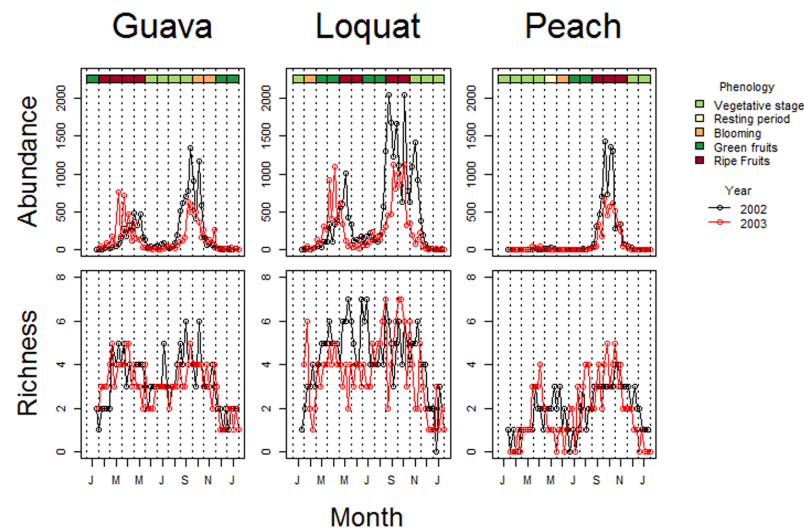 Guava Loquat Peach
Abundance
0 500 1000 1500 2000
0 500 1000 1500 2000
0 500 1000 1500 2000
Phenology
Vegetative stage
Resting period
Blooming
Green fruits
Ripe Fruits
Year
2002
2003
Richness
0 2 4 6 8
0 2 4 6 8
0 2 4 6 8
J M M J S N J
J M M J S N J
J M M J S N J
Month